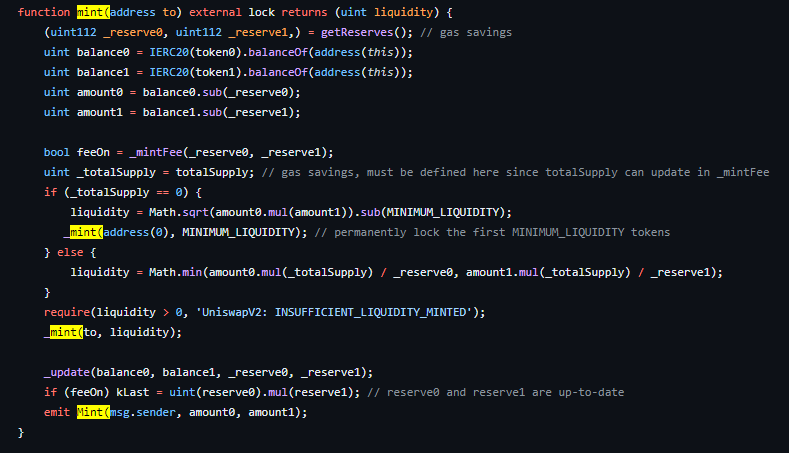 function mint(address to) external lock returns (uint liquidity) {
(uint112 _reserve0, uint112 _reserve1,) = getReserves(); // gas savings
uint balance0 = IERC20(token0).balanceOf(address(this));
uint balance1 = IERC20(token1).balanceOf(address(this));
uint amount0 = balance0.sub(_reserve0);
uint amount1 = balance1.sub(_reserve1);
bool feeOn = _mintFee(_reserve0, _reserve1);
uint _totalSupply = totalSupply; // gas savings, must be defined here since totalSupply can update in _mintFee
if (_totalSupply == 0) {
liquidity = Math.sqrt(amount0.mul(amount1)).sub(MINIMUM_LIQUIDITY);
_mint(address(0), MINIMUM_LIQUIDITY); // permanently lock the first MINIMUM_LIQUIDITY tokens
} else {
liquidity = Math.min(amount0.mul(_totalSupply) / _reserve0, amount1.mul(_totalSupply) / _reserve1);
}
require(liquidity > 0, 'UniswapV2: INSUFFICIENT_LIQUIDITY_MINTED');
_mint(to, liquidity);
_update(balance0, balance1, _reserve0, _reserve1);
if (feeOn) kLast = uint(reserve0).mul(reserve1); // reserve0 and reserve1 are up-to-date
emit Mint(msg.sender, amount0, amount1);
}